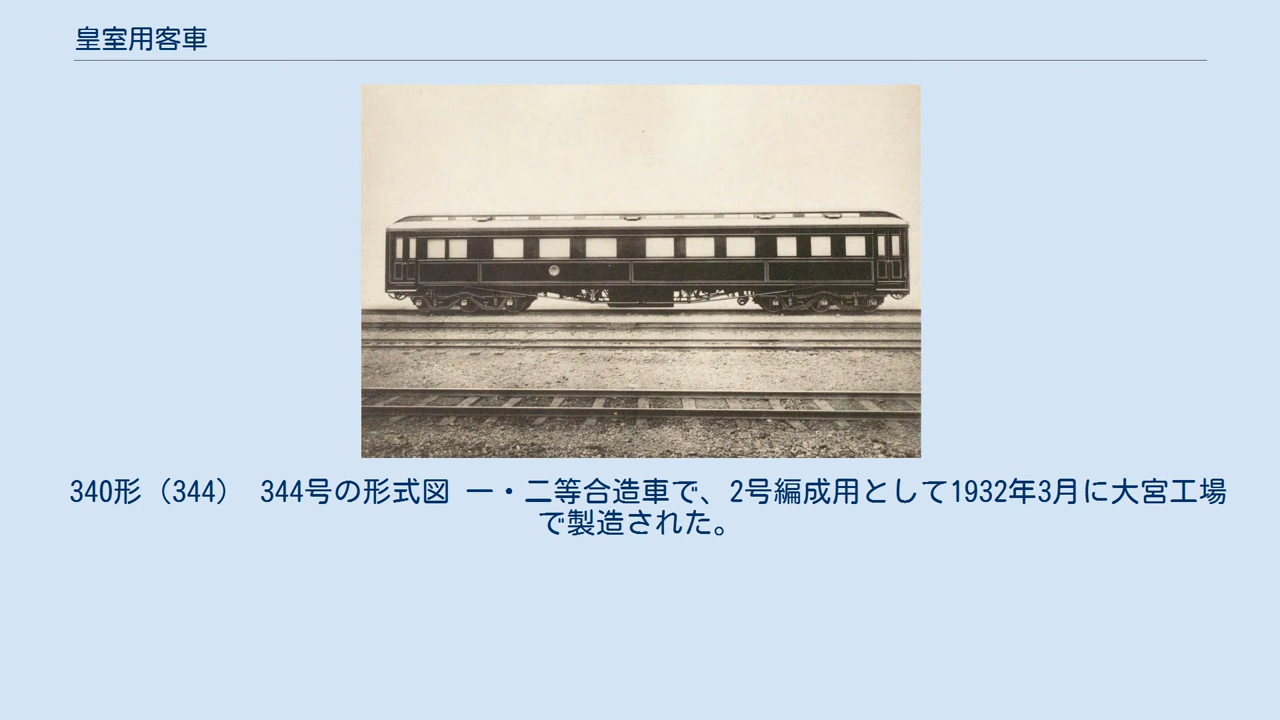 皇室用客車
340形（344） 344号の形式図 一・二等合造車で、2号編成用として1932年3月に大宮工場
で製造された。